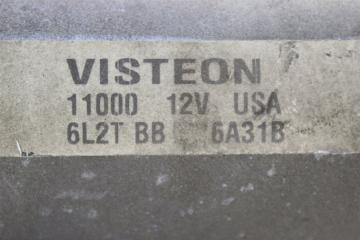 VISTEON
11000 12V USA
6L2T BB 6A31B